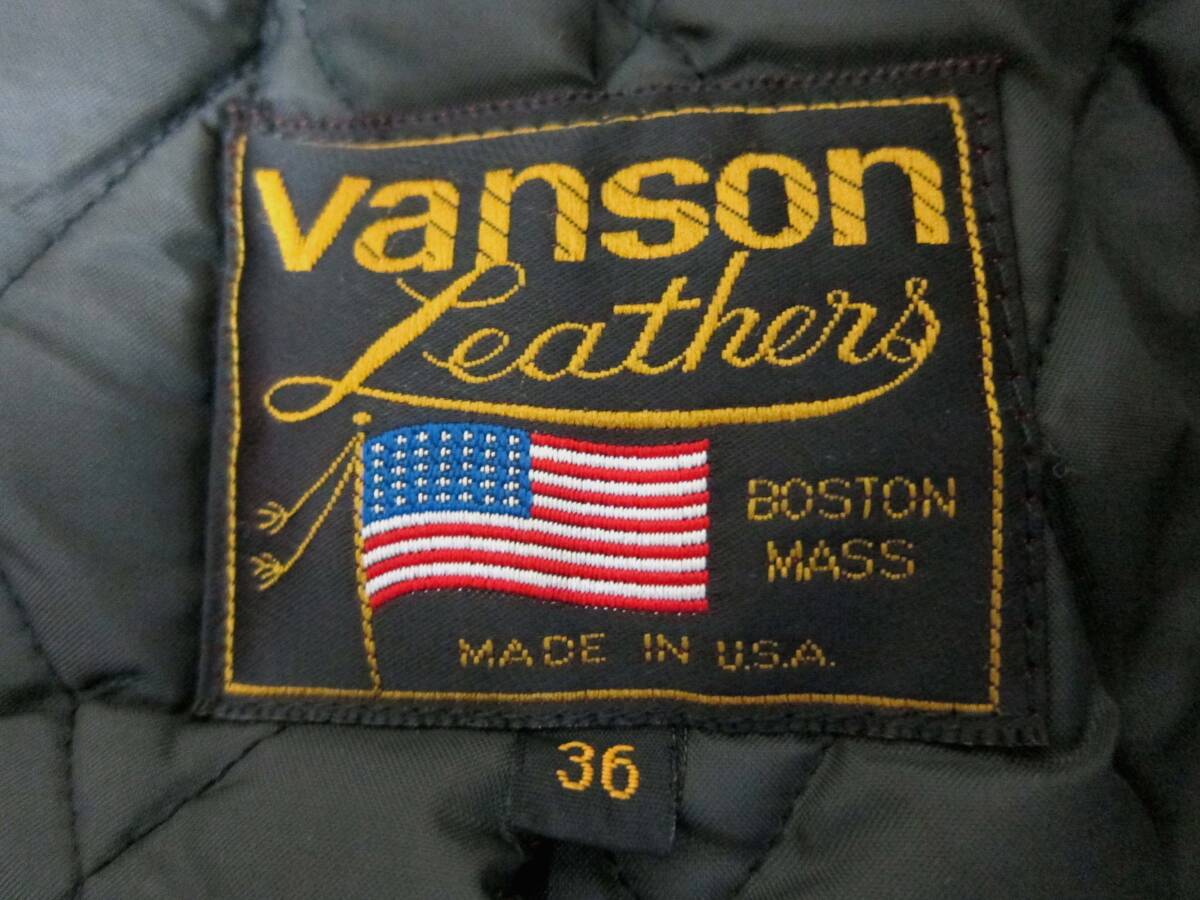 vanson
Leathers
BOSTON
MASS
MADE IN U.S.A.
36